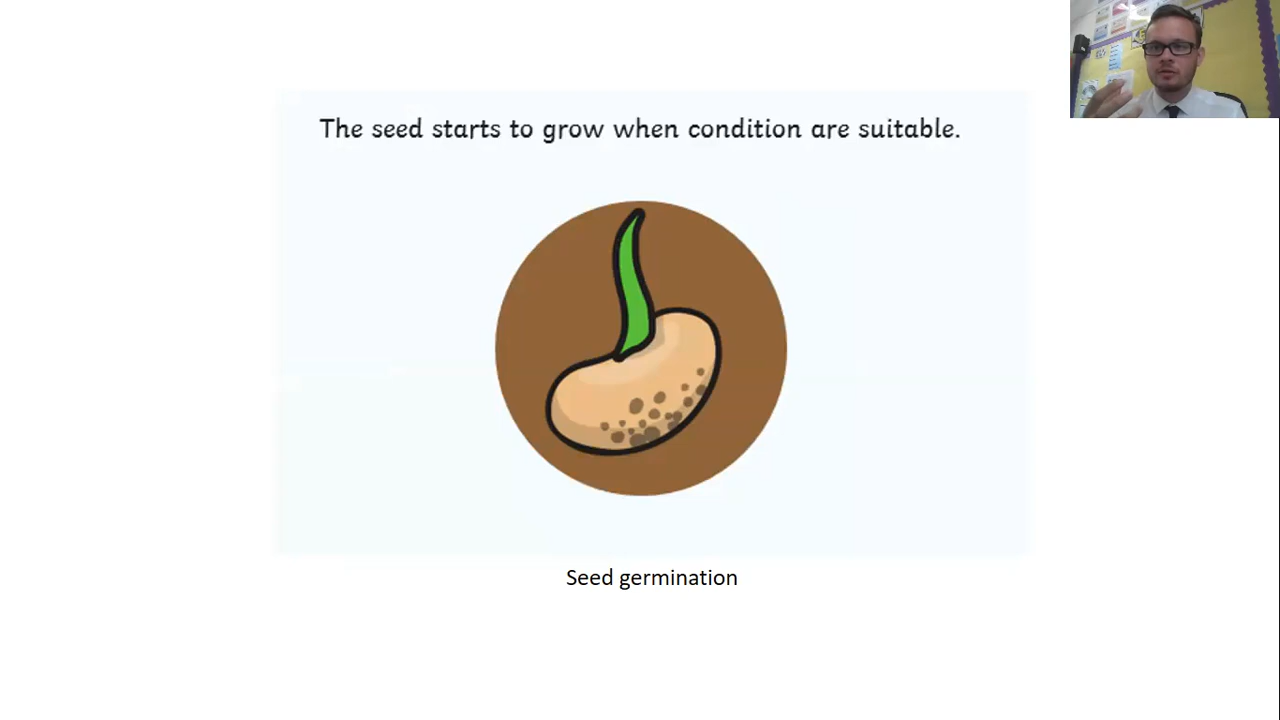 The seed starts to grow when condition are suitable.
Seed germination